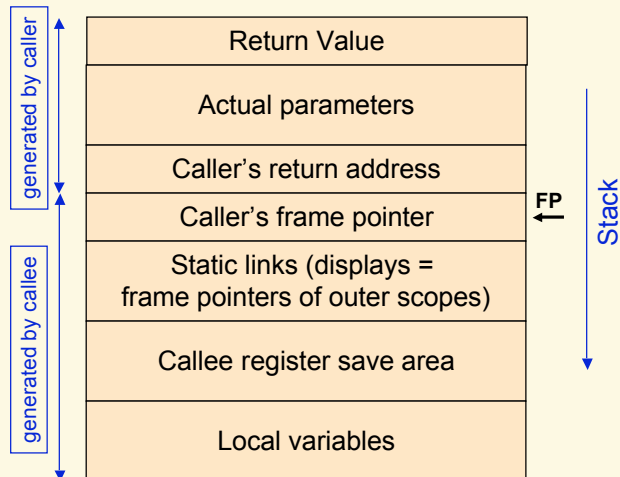 generated by caller
Return Value
Actual parameters
Caller's return address
Caller's frame pointer
FP
Stack
generated by callee
Static links (displays =
frame pointers of outer scopes)
Callee register save area
Local variables